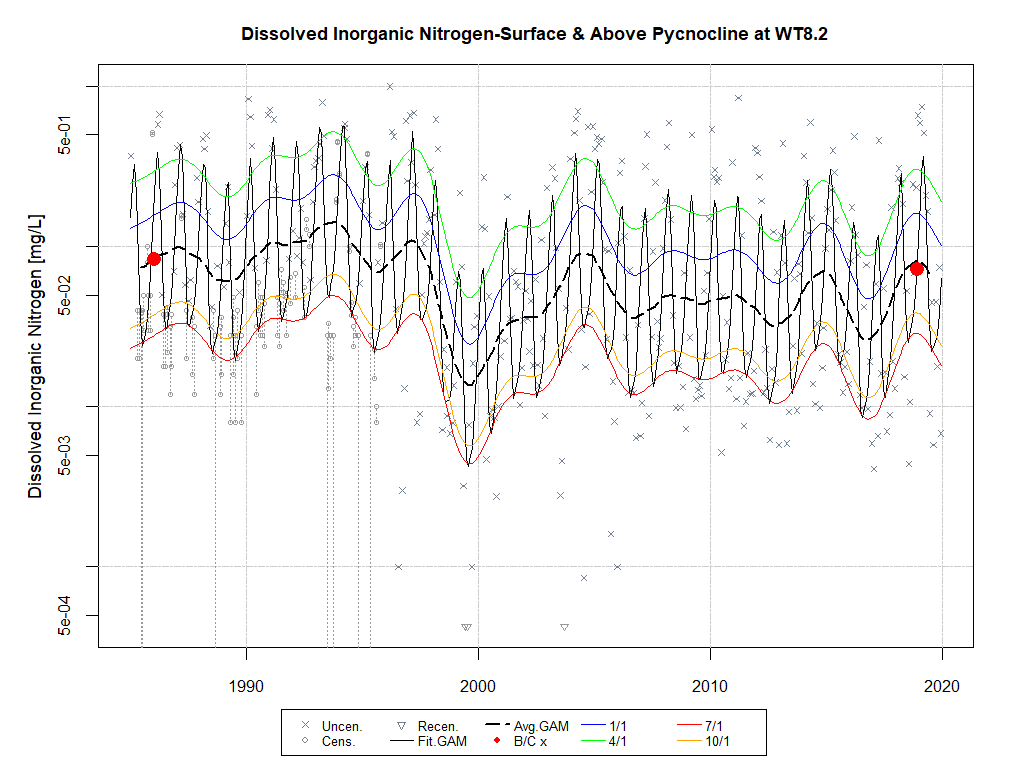 Dissolved Inorganic Nitrogen-Surface & Above Pycnocline at WT8.2
Dissolved Inorganic Nitrogen [mg/L]
5e-01
5e-02
5e-03
5e-04
1990 2000 2010 2020
Uncen. Recen. Avg.GAM 1/1 7/1
Cens. Fit.GAM B/C x 4/1 10/1